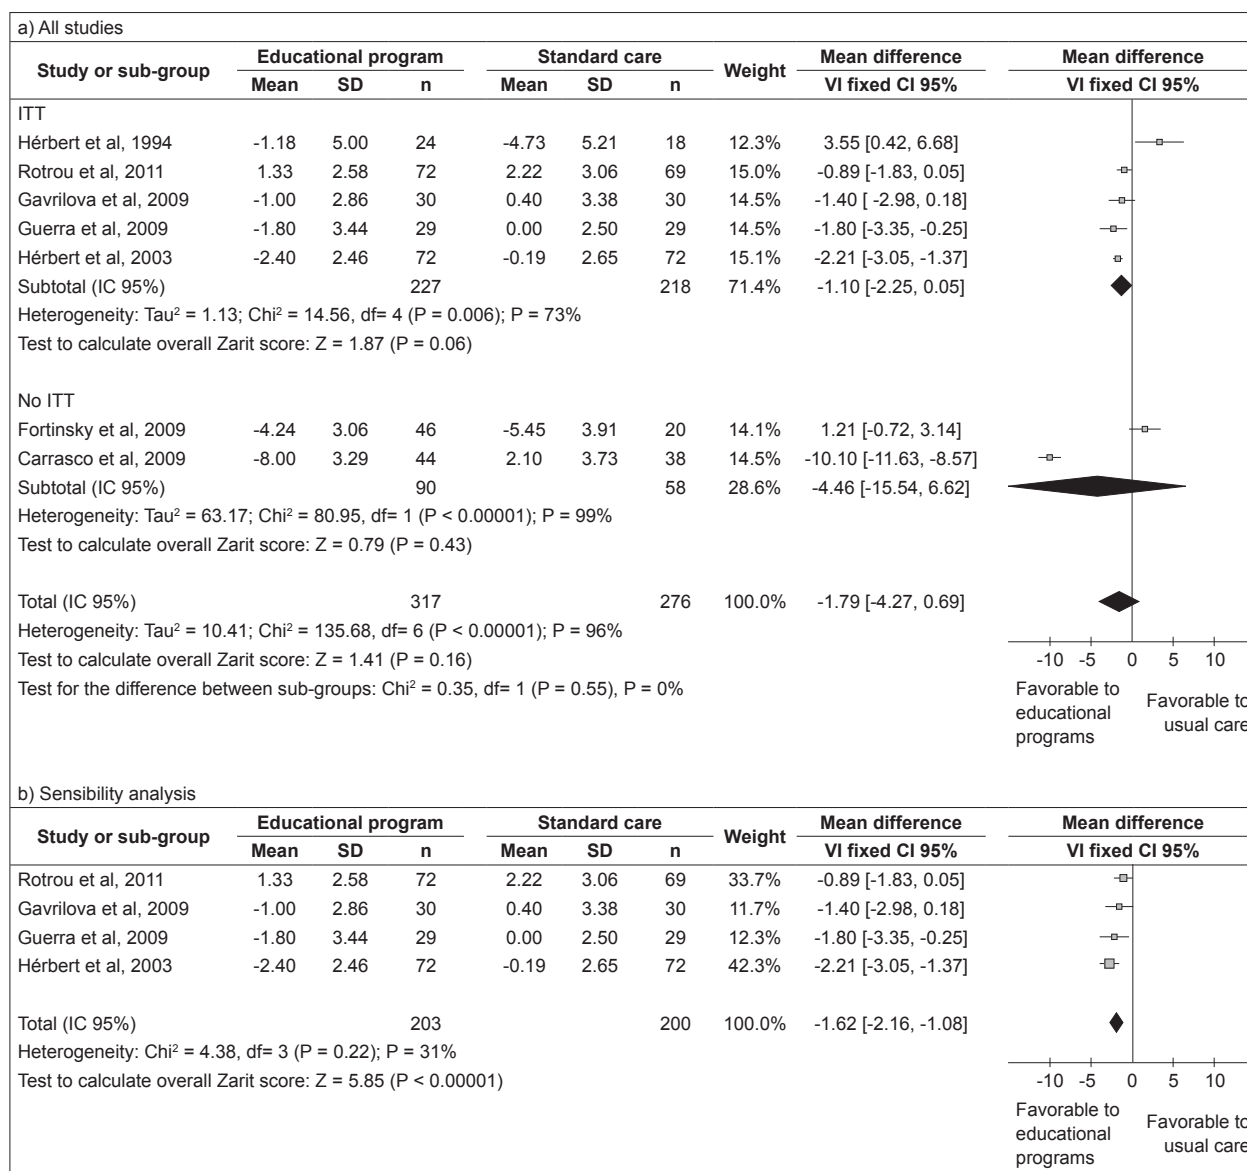 a) All studies
Study or sub-group Educational program Standard care Weight Mean difference Mean difference
Mean SD n Mean SD n VI fixed CI 95% VI fixed CI 95%
ITT
Hérbert et al, 1994 -1.18 5.00 24 -4.73 5.21 18 12.3% 3.55 [0.42, 6.68]
Rotrou et al, 2011 1.33 2.58 72 2.22 3.06 69 15.0% -0.89 [-1.83, 0.05]
Gavrilova et al, 2009 -1.00 2.86 30 0.40 3.38 30 14.5% -1.40 [ -2.98, 0.18]
Guerra et al, 2009 -1.80 3.44 29 0.00 2.50 29 14.5% -1.80 [-3.35, -0.25]
Hérbert et al, 2003 -2.40 2.46 72 -0.19 2.65 72 15.1% -2.21 [-3.05, -1.37]
Subtotal (IC 95%) 227 218 71.4% -1.10 [-2.25, 0.05]
Heterogeneity: Tau² = 1.13; Chi² = 14.56, df= 4 (P = 0.006); P = 73%
Test to calculate overall Zarit score: Z = 1.87 (P = 0.06)
No ITT
Fortinsky et al, 2009 -4.24 3.06 46 -5.45 3.91 20 14.1% 1.21 [-0.72, 3.14]
Carrasco et al, 2009 -8.00 3.29 44 2.10 3.73 38 14.5% -10.10 [-11.63, -8.57]
Subtotal (IC 95%) 90 58 28.6% -4.46 [-15.54, 6.62]
Heterogeneity: Tau² = 63.17; Chi² = 80.95, df= 1 (P < 0.00001); P = 99%
Test to calculate overall Zarit score: Z = 0.79 (P = 0.43)
Total (IC 95%) 317 276 100.0% -1.79 [-4.27, 0.69]
Heterogeneity: Tau² = 10.41; Chi² = 135.68, df= 6 (P < 0.00001); P = 96%
Test to calculate overall Zarit score: Z = 1.41 (P = 0.16)
Test for the difference between sub-groups: Chi² = 0.35, df= 1 (P = 0.55), P = 0%
-10 -5 0 5 10
Favorable to
educational
programs
Favorable to
usual care
b) Sensibility analysis
Study or sub-group Educational program Standard care Weight Mean difference Mean difference
Mean SD n Mean SD n VI fixed CI 95% VI fixed CI 95%
Rotrou et al, 2011 1.33 2.58 72 2.22 3.06 69 33.7% -0.89 [-1.83, 0.05]
Gavrilova et al, 2009 -1.00 2.86 30 0.40 3.38 30 11.7% -1.40 [-2.98, 0.18]
Guerra et al, 2009 -1.80 3.44 29 0.00 2.50 29 12.3% -1.80 [-3.35, -0.25]
Hérbert et al, 2003 -2.40 2.46 72 -0.19 2.65 72 42.3% -2.21 [-3.05, -1.37]
Total (IC 95%) 203 200 100.0% -1.62 [-2.16, -1.08]
Heterogeneity: Chi² = 4.38, df= 3 (P = 0.22); P = 31%
Test to calculate overall Zarit score: Z = 5.85 (P < 0.00001)
-10 -5 0 5 10
Favorable to
educational
programs
Favorable to
usual care